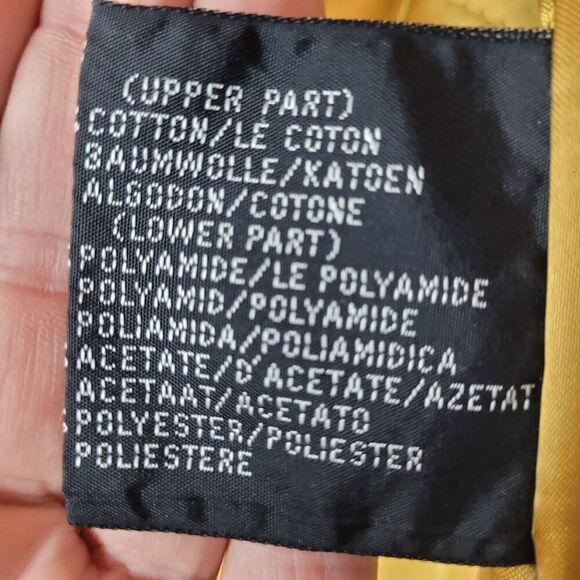 (UPPER PART)
COTTON/LE COTON
BAUMWOLLE/KATOEN
ALGODON/COTONE
(LOWER PART)
POLYAMIDE/LE POLYAMIDE
POLYAMID/POLYAMIDE
POLIAMIDA/POLIAMIDICA
ACETATE/D'ACETATE/AZETAT
ACETAAT/ACETATO
POLYESTER/POLIESTER
POLIESTERE